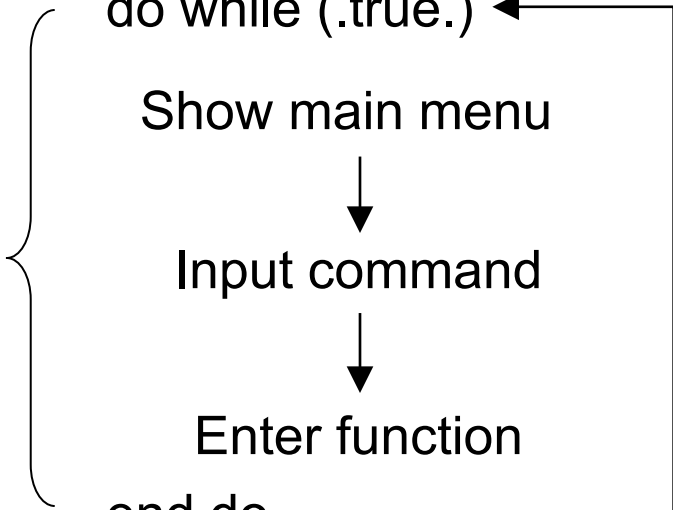 do while (.true.)
Show main menu
Input command
Enter function
end do